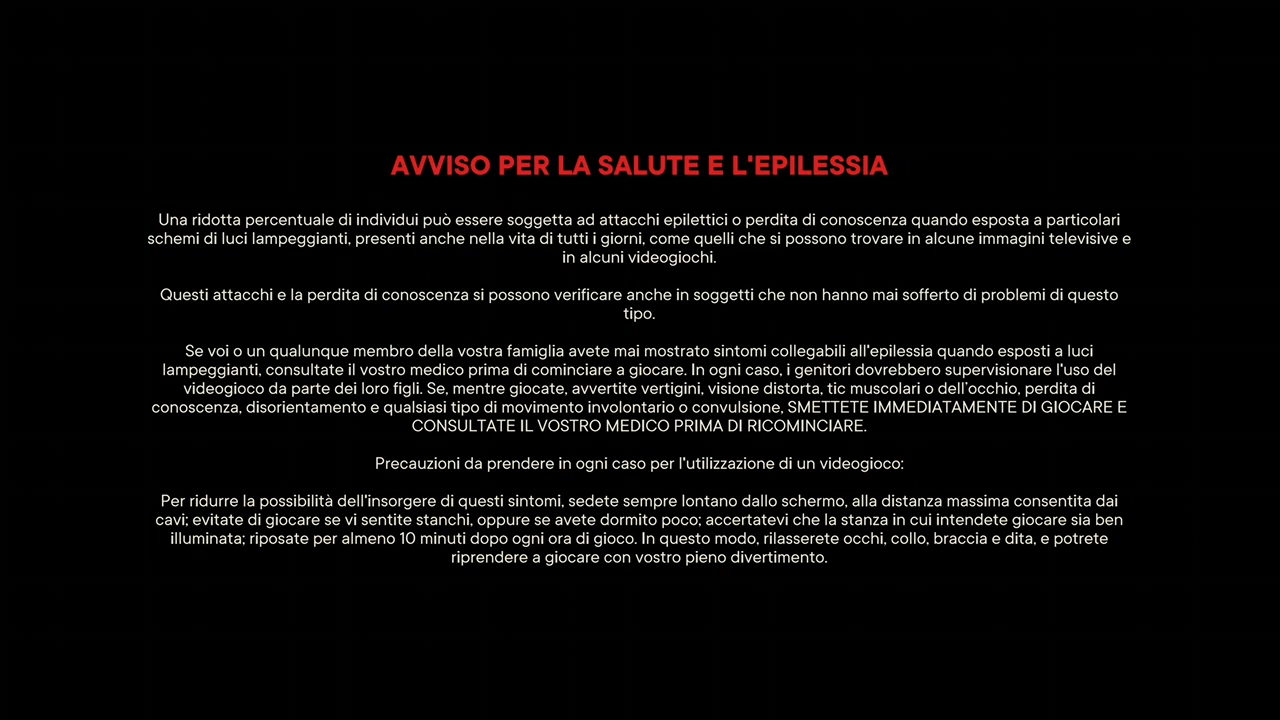 AVVISO PER LA SALUTE E L'EPILESSIA
Una ridotta percentuale di individui può essere soggetta ad attacchi epilettici o perdita di conoscenza quando esposta a particolari
schemi di luci lampeggianti, presenti anche nella vita di tutti i giorni, come quelli che si possono trovare in alcune immagini televisive e
in alcuni videogiochi.
Questi attacchi e la perdita di conoscenza si possono verificare anche in soggetti che non hanno mai sofferto di problemi di questo
tipo.
Se voi o un qualunque membro della vostra famiglia avete mai mostrato sintomi collegabili all'epilessia quando esposti a luci
lampeggianti, consultate il vostro medico prima di cominciare a giocare. In ogni caso, i genitori dovrebbero supervisionare l'uso del
videogioco da parte dei loro figli. Se, mentre giocate, avvertite vertigini, visione distorta, tic muscolari o dell'occhio, perdita di
conoscenza, disorientamento e qualsiasi tipo di movimento involontario o convulsione, SMETTETE IMMEDIATAMENTE DI GIOCARE E
CONSULTATE IL VOSTRO MEDICO PRIMA DI RICOMINCIARE.
Precauzioni da prendere in ogni caso per l'utilizzazione di un videogioco:
Per ridurre la possibilità dell'insorgere di questi sintomi, sedete sempre lontano dallo schermo, alla distanza massima consentita dai
cavi; evitate di giocare se vi sentite stanchi, oppure se avete dormito poco; accertatevi che la stanza in cui intendete giocare sia ben
illuminata; riposate per almeno 10 minuti dopo ogni ora di gioco. In questo modo, rilasserete occhi, collo, braccia e dita, e potrete
riprendere a giocare con vostro pieno divertimento.